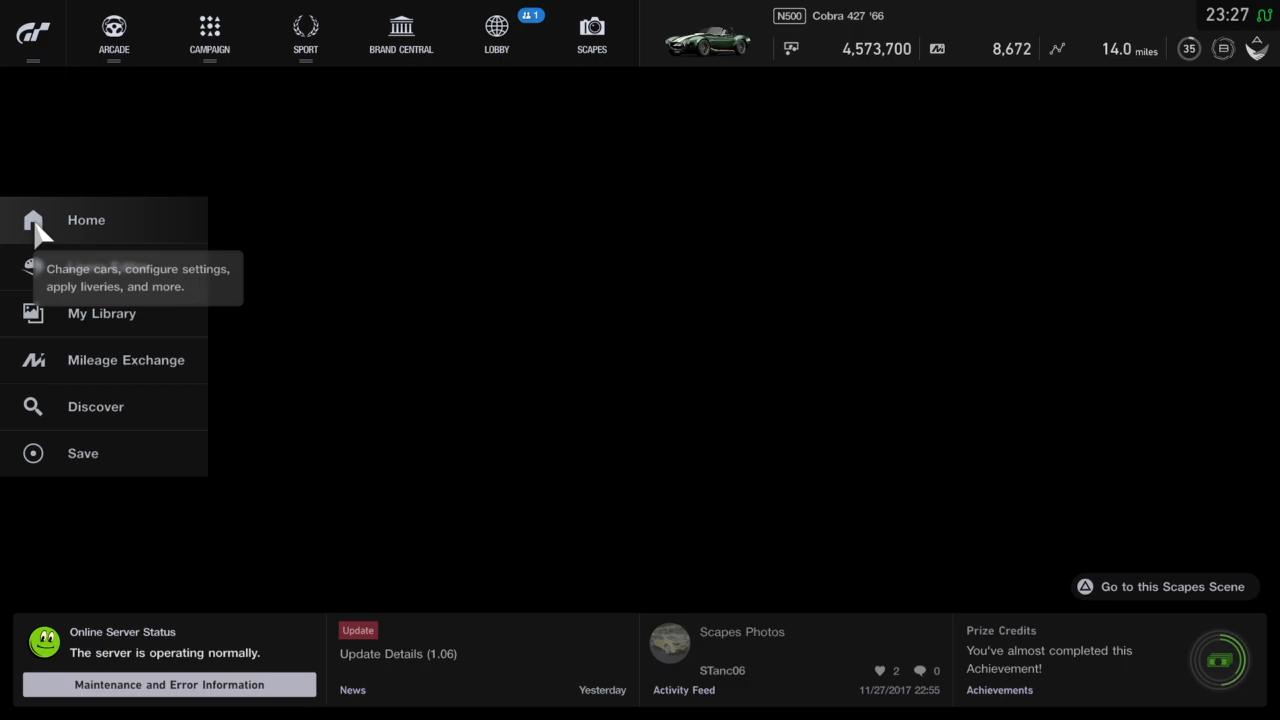 ARCADE
CAMPAIGN
SPORT
BRAND CENTRAL
1
LOBBY
SCAPES
N500 Cobra 427 '66
4,573,700
8,672
14.0 miles
23:27
35
B
Home
Change cars, configure settings,
apply liveries, and more.
My Library
Mileage Exchange
Discover
Save
Go to this Scapes Scene
Online Server Status
The server is operating normally.
Maintenance and Error Information
Update
Update Details (1.06)
News Yesterday
Scapes Photos
STanc06 2 0
Activity Feed 11/27/2017 22:55
Prize Credits
You've almost completed this
Achievement!
Achievements